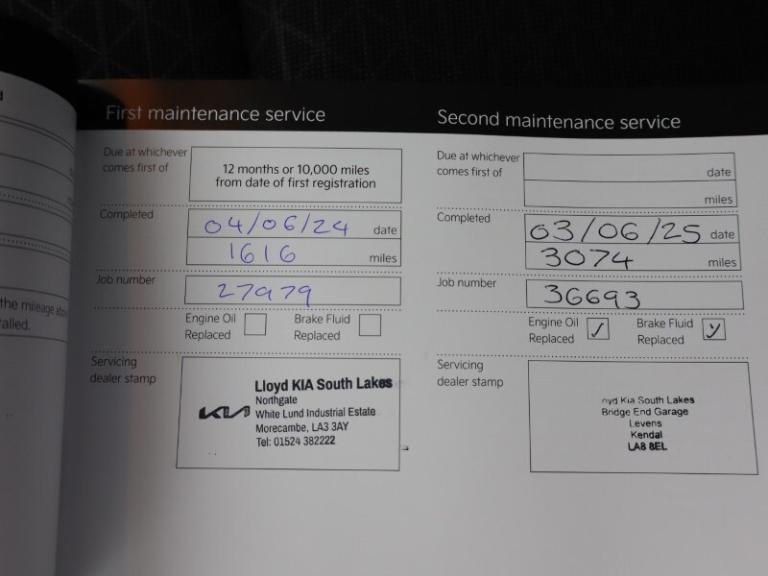 First maintenance service
Due at whichever
comes first of
12 months or 10,000 miles
from date of first registration
Completed
04/06/24 date
1616 miles
Job number
27979
Engine Oil
Replaced
Brake Fluid
Replaced
Servicing
dealer stamp
Lloyd KIA South Lakes
Northgate
KIA White Lund Industrial Estate
Morecambe, LA3 3AY
Tel: 01524 382222
Second maintenance service
Due at whichever
comes first of
date
miles
Completed
03/06/25 date
3074 miles
Job number
36693
Engine Oil
Replaced
Brake Fluid
Replaced
Servicing
dealer stamp
Kia South Lakes
Bridge End Garage
Levens
Kendal
LA8 8EL
the mileage